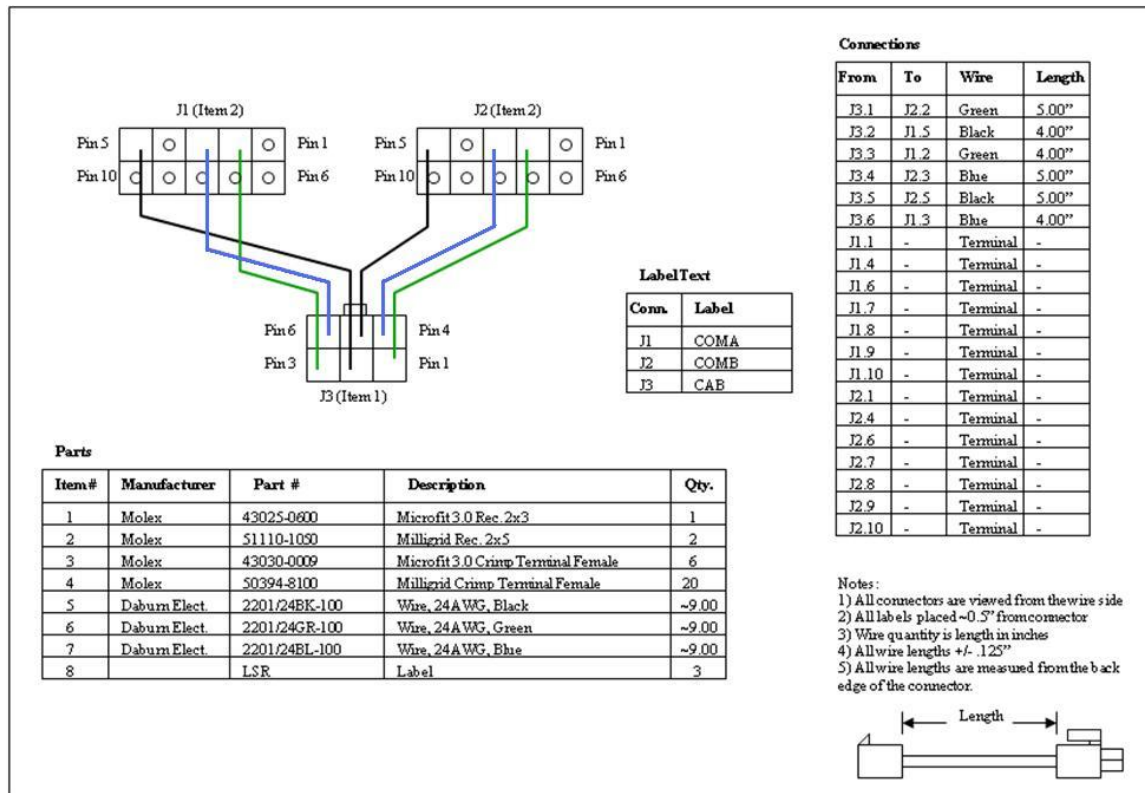 J1 (Item 2)
J2 (Item 2)
Pin 5
Pin 1
Pin 5
Pin 1
Pin 10
Pin 6
Pin 10
Pin 6
Pin 6
Pin 4
Pin 3
Pin 1
J3 (Item 1)
Label Text
Conn. Label
J1 COMA
J2 COMB
J3 CAB
Connections
From To Wire Length
J3.1 J2.2 Green 5.00”
J3.2 J1.5 Black 4.00”
J3.3 J1.2 Green 4.00”
J3.4 J2.3 Blue 5.00”
J3.5 J2.5 Black 5.00”
J3.6 J1.3 Blue 4.00”
J1.1 - Terminal -
J1.4 - Terminal -
J1.6 - Terminal -
J1.7 - Terminal -
J1.8 - Terminal -
J1.9 - Terminal -
J1.10 - Terminal -
J2.1 - Terminal -
J2.4 - Terminal -
J2.6 - Terminal -
J2.7 - Terminal -
J2.8 - Terminal -
J2.9 - Terminal -
J2.10 - Terminal -
Parts
Item # Manufacturer Part # Description Qty.
1 Molex 43025-0600 Microfit 3.0 Rec. 2x3 1
2 Molex 51110-1050 Milligrid Rec. 2x5 2
3 Molex 43030-0009 Microfit 3.0 Crimp Terminal Female 6
4 Molex 50394-8100 Milligrid Crimp Terminal Female 20
5 Daburn Elect. 2201/24BK-100 Wire, 24AWG, Black ~9.00
6 Daburn Elect. 2201/24GR-100 Wire, 24AWG, Green ~9.00
7 Daburn Elect. 2201/24BL-100 Wire, 24AWG, Blue ~9.00
8 LSR Label 3
Notes:
1) All connectors are viewed from the wire side
2) All labels placed ~0.5” from connector
3) Wire quantity is length in inches
4) All wire lengths +/- .125”
5) All wire lengths are measured from the back
edge of the connector.
Length